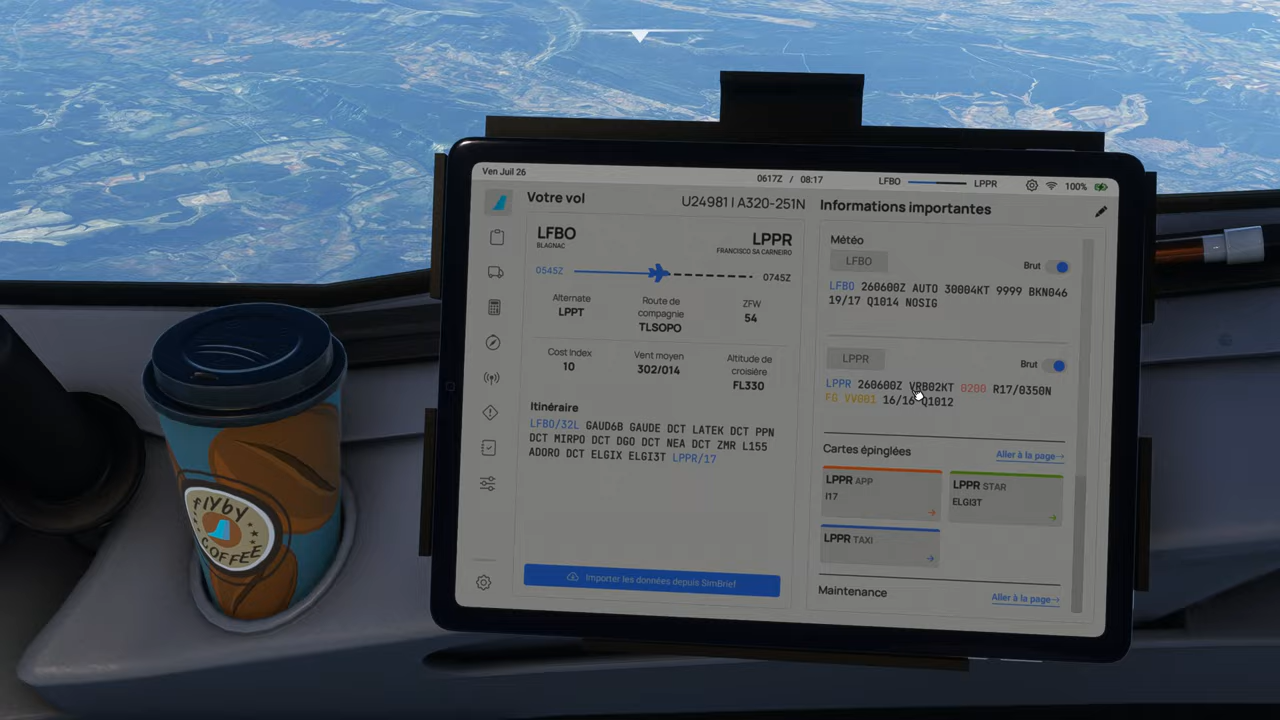 Ven Juil 26
0617Z / 08:17
LFBO
LPPR
100%
Votre vol
U24981 | A320-251N
LFBO
BLAGNAC
LPPR
FRANCISCO SA CARNEIRO
0545Z
0745Z
Alternate
LPPT
Route de
compagnie
TLSOPO
ZFW
54
Cost Index
10
Vent moyen
302/014
Altitude de
croisière
FL330
Itinéraire
LFBO/32L GAUD6B GAUDE DCT LATEK DCT PPN
DCT MIRPO DCT DGO DCT NEA DCT ZMR L155
ADORO DCT ELGIX ELGI3T LPPR/17
Importer les données depuis SimBrief
Informations importantes
Météo
LFBO
Brut
LFBO 260600Z AUTO 30004KT 9999 BKN046
19/17 Q1014 NOSIG
LPPR
Brut
LPPR 260600Z VRB02KT 0200 R17/0350N
FG VV001 16/16 Q1012
Cartes épinglées
Aller à la page
LPPR APP
I17
LPPR STAR
ELGI3T
LPPR TAXI
Maintenance
Aller à la page
flyby
COFFEE